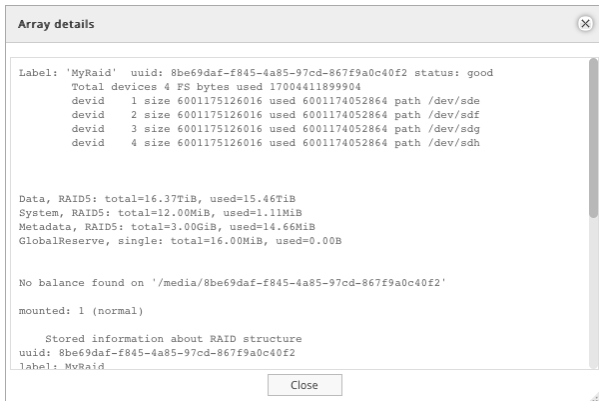 Array details
Label: 'MyRaid'  uuid: 8be69daf-f845-4a85-97cd-867f9a0c40f2 status: good
Total devices 4 FS bytes used 17004411899904
devid    1 size 6001175126016 used 6001174052864 path /dev/sde
devid    2 size 6001175126016 used 6001174052864 path /dev/sdf
devid    3 size 6001175126016 used 6001174052864 path /dev/sdg
devid    4 size 6001175126016 used 6001174052864 path /dev/sdh
Data, RAID5: total=16.37TiB, used=15.46TiB
System, RAID5: total=12.00MiB, used=1.11MiB
Metadata, RAID5: total=3.00GiB, used=14.66MiB
GlobalReserve, single: total=16.00MiB, used=0.00B
No balance found on '/media/8be69daf-f845-4a85-97cd-867f9a0c40f2'
mounted: 1 (normal)
Stored information about RAID structure
uuid: 8be69daf-f845-4a85-97cd-867f9a0c40f2
label: MyRaid
Close